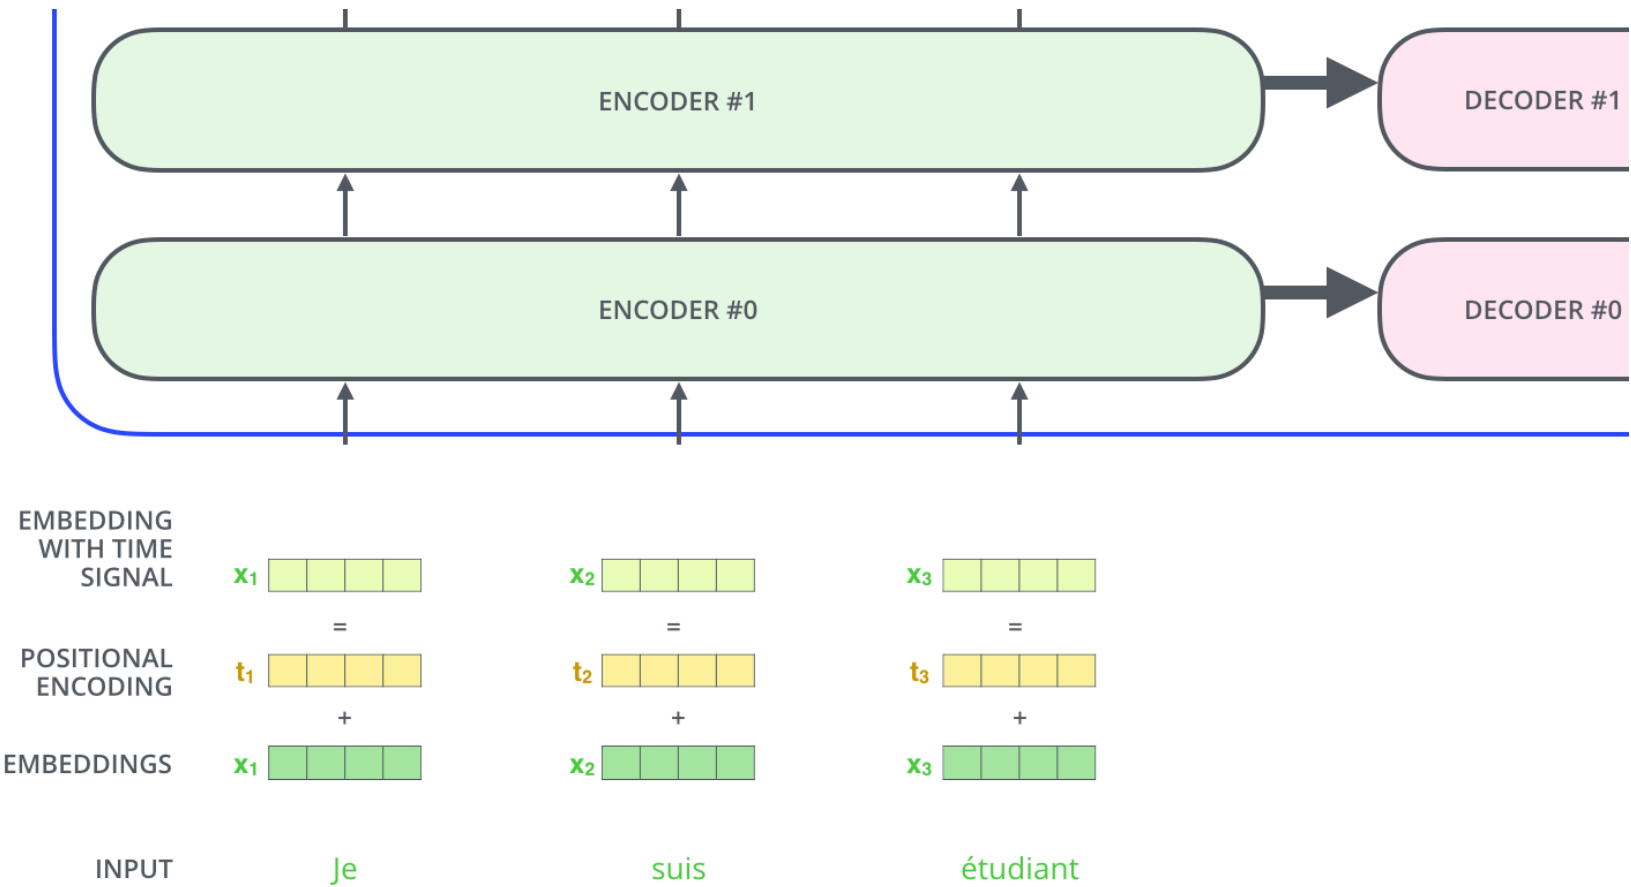 ENCODER #1
DECODER #1
ENCODER #0
DECODER #0
EMBEDDING
WITH TIME
SIGNAL
x1 x2 x3
= = =
POSITIONAL
ENCODING
t1 t2 t3
+ + +
EMBEDDINGS x1 x2 x3
INPUT Je suis étudiant